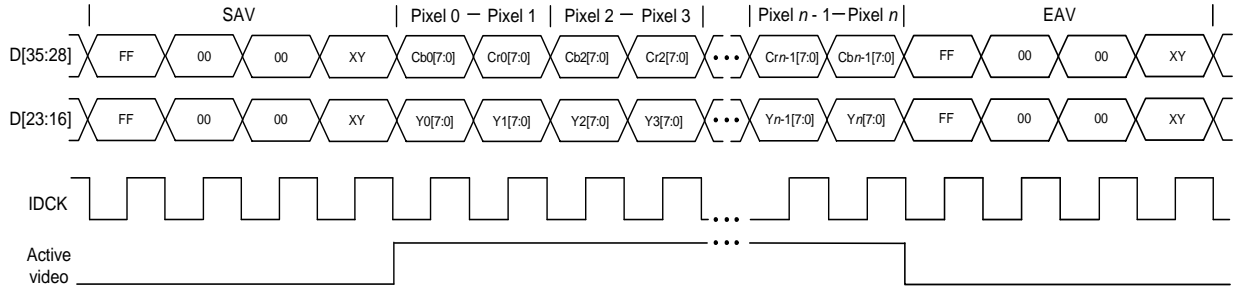 SAV Pixel 0 — Pixel 1 Pixel 2 — Pixel 3 Pixel n - 1—Pixel n EAV
D[35:28] FF 00 00 XY Cb0[7:0] Cr0[7:0] Cb2[7:0] Cr2[7:0] ••• Crn-1[7:0] Cbn-1[7:0] FF 00 00 XY
D[23:16] FF 00 00 XY Y0[7:0] Y1[7:0] Y2[7:0] Y3[7:0] ••• Yn-1[7:0] Yn[7:0] FF 00 00 XY
IDCK •••
Active •••
video